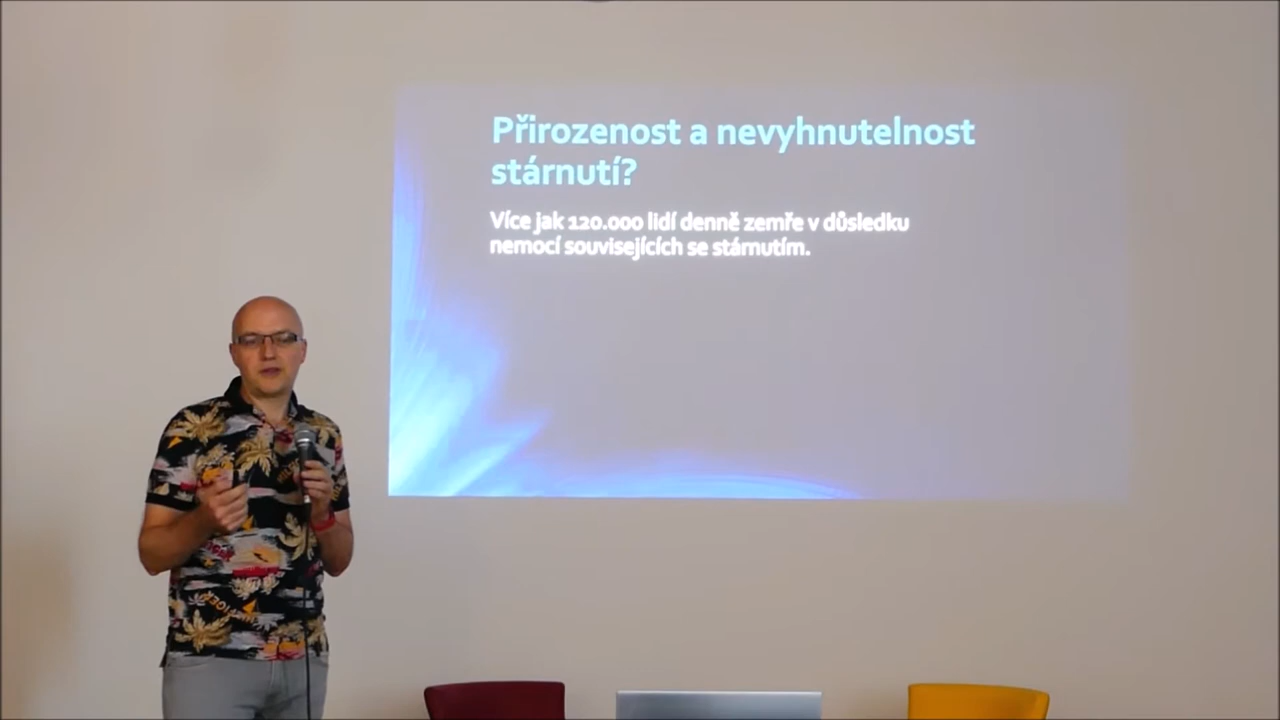 Přirozenost a nevyhnutelnost
stárnutí?
Více jak 120.000 lidí denně zemře v důsledku
nemocí souvisejících se stárnutím.